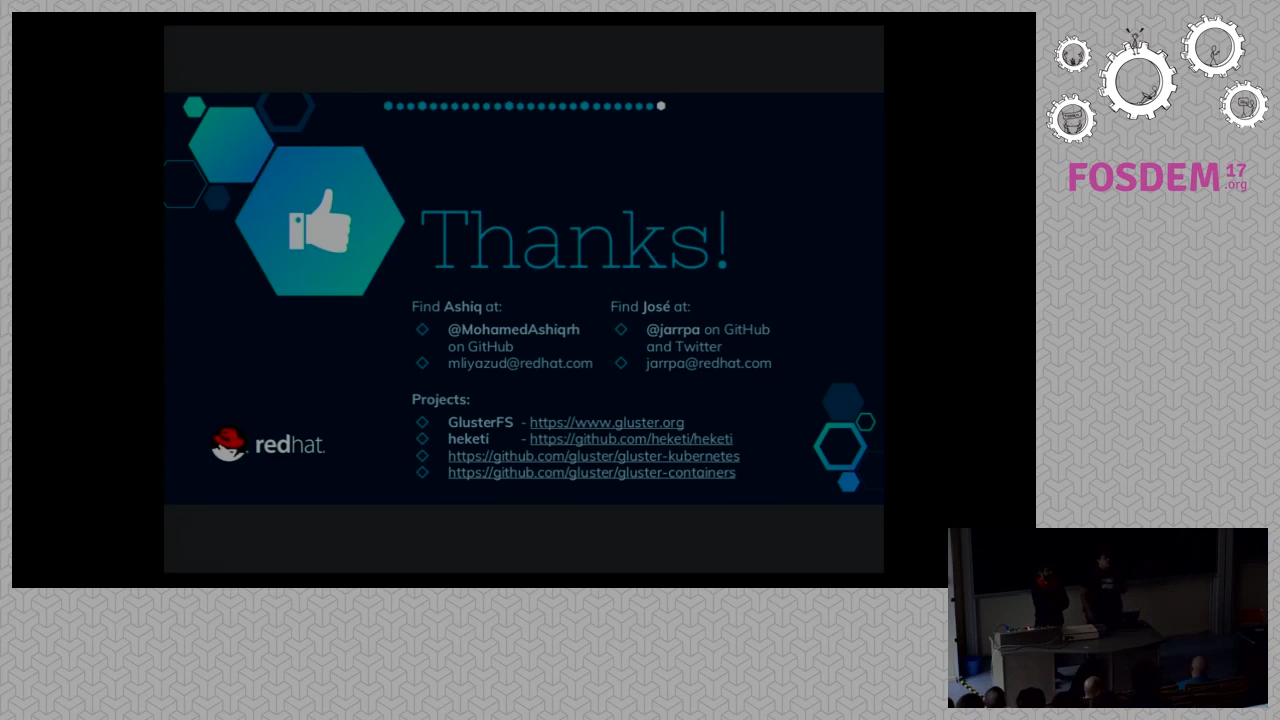 FOSDEM 17
.org
Thanks!
Find Ashiq at:
@MohamedAshiqrh
on GitHub
mliyazud@redhat.com
Find José at:
@jarrpa on GitHub
and Twitter
jarrpa@redhat.com
Projects:
GlusterFS - https://www.gluster.org
heketi - https://github.com/heketi/heketi
https://github.com/gluster/gluster-kubernetes
https://github.com/gluster/gluster-containers
redhat.